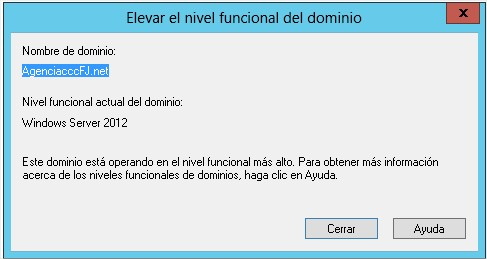 Elevar el nivel funcional del dominio
x
Nombre de dominio:
AgenciacccFJ.net
Nivel funcional actual del dominio:
Windows Server 2012
Este dominio está operando en el nivel funcional más alto. Para obtener más información
acerca de los niveles funcionales de dominios, haga clic en Ayuda.
Cerrar
Ayuda